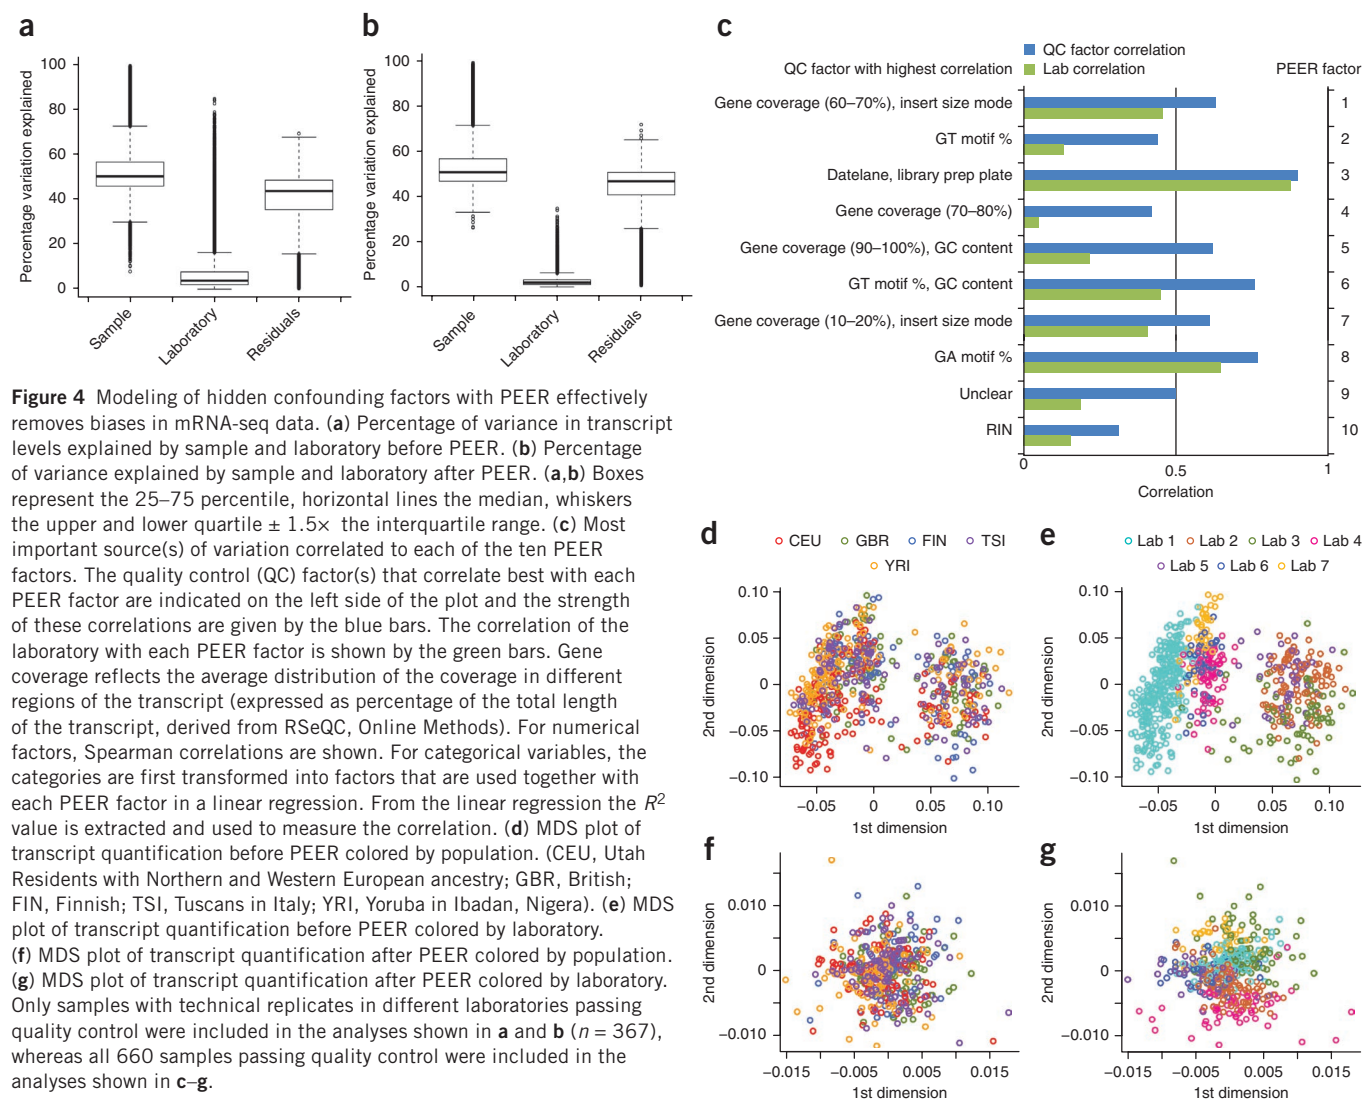 a
Percentage variation explained
100
80
60
40
20
0
Sample
Laboratory
Residuals
b
Percentage variation explained
100
80
60
40
20
0
Sample
Laboratory
Residuals
c
QC factor correlation
QC factor with highest correlation
Lab correlation
PEER factor
Gene coverage (60–70%), insert size mode
1
GT motif %
2
Datelane, library prep plate
3
Gene coverage (70–80%)
4
Gene coverage (90–100%), GC content
5
GT motif %, GC content
6
Gene coverage (10–20%), insert size mode
7
GA motif %
8
Unclear
9
RIN
10
0
0.5
1
Correlation
Figure 4 Modeling of hidden confounding factors with PEER effectively
removes biases in mRNA-seq data. (a) Percentage of variance in transcript
levels explained by sample and laboratory before PEER. (b) Percentage
of variance explained by sample and laboratory after PEER. (a,b) Boxes
represent the 25–75 percentile, horizontal lines the median, whiskers
the upper and lower quartile ± 1.5× the interquartile range. (c) Most
important source(s) of variation correlated to each of the ten PEER
factors. The quality control (QC) factor(s) that correlate best with each
PEER factor are indicated on the left side of the plot and the strength
of these correlations are given by the blue bars. The correlation of the
laboratory with each PEER factor is shown by the green bars. Gene
coverage reflects the average distribution of the coverage in different
regions of the transcript (expressed as percentage of the total length
of the transcript, derived from RSeQC, Online Methods). For numerical
factors, Spearman correlations are shown. For categorical variables, the
categories are first transformed into factors that are used together with
each PEER factor in a linear regression. From the linear regression the R²
value is extracted and used to measure the correlation. (d) MDS plot of
transcript quantification before PEER colored by population. (CEU, Utah
Residents with Northern and Western European ancestry; GBR, British;
FIN, Finnish; TSI, Tuscans in Italy; YRI, Yoruba in Ibadan, Nigera). (e) MDS
plot of transcript quantification before PEER colored by laboratory.
(f) MDS plot of transcript quantification after PEER colored by population.
(g) MDS plot of transcript quantification after PEER colored by laboratory.
Only samples with technical replicates in different laboratories passing
quality control were included in the analyses shown in a and b (n = 367),
whereas all 660 samples passing quality control were included in the
analyses shown in c–g.
d
CEU GBR FIN TSI
YRI
2nd dimension
0.10
0.05
0
−0.05
−0.10
−0.05 0 0.05 0.10
1st dimension
e
Lab 1 Lab 2 Lab 3 Lab 4
Lab 5 Lab 6 Lab 7
2nd dimension
0.10
0.05
0
−0.05
−0.10
−0.05 0 0.05 0.10
1st dimension
f
2nd dimension
0.010
0
−0.010
−0.015 −0.005 0.005 0.015
1st dimension
g
2nd dimension
0.010
0
−0.010
−0.015 −0.005 0.005 0.015
1st dimension